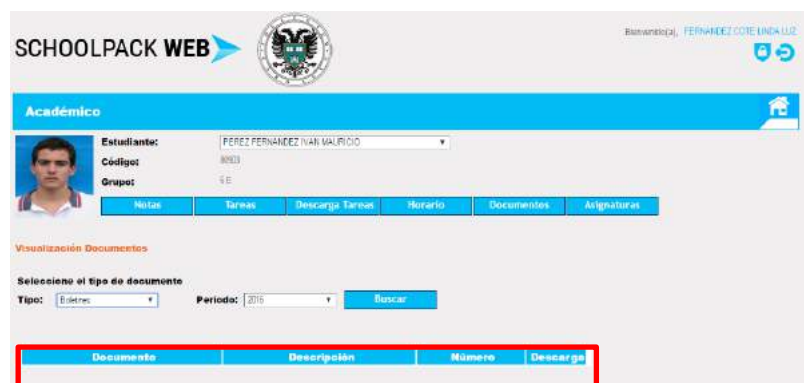 SCHOOLPACK WEB
Bienvenido(a), FERNANDEZ COTE LINDA LUZ
Académico
Estudiante: PEREZ FERNANDEZ IVAN MAURICIO
Código:
Grupo:
Notas Tareas Descarga Tareas Horario Documentos Asignaturas
Visualización Documentos
Seleccione el tipo de documento
Tipo: Boletines Periodo: 2016 Buscar
Documento Descripción Número Descarga